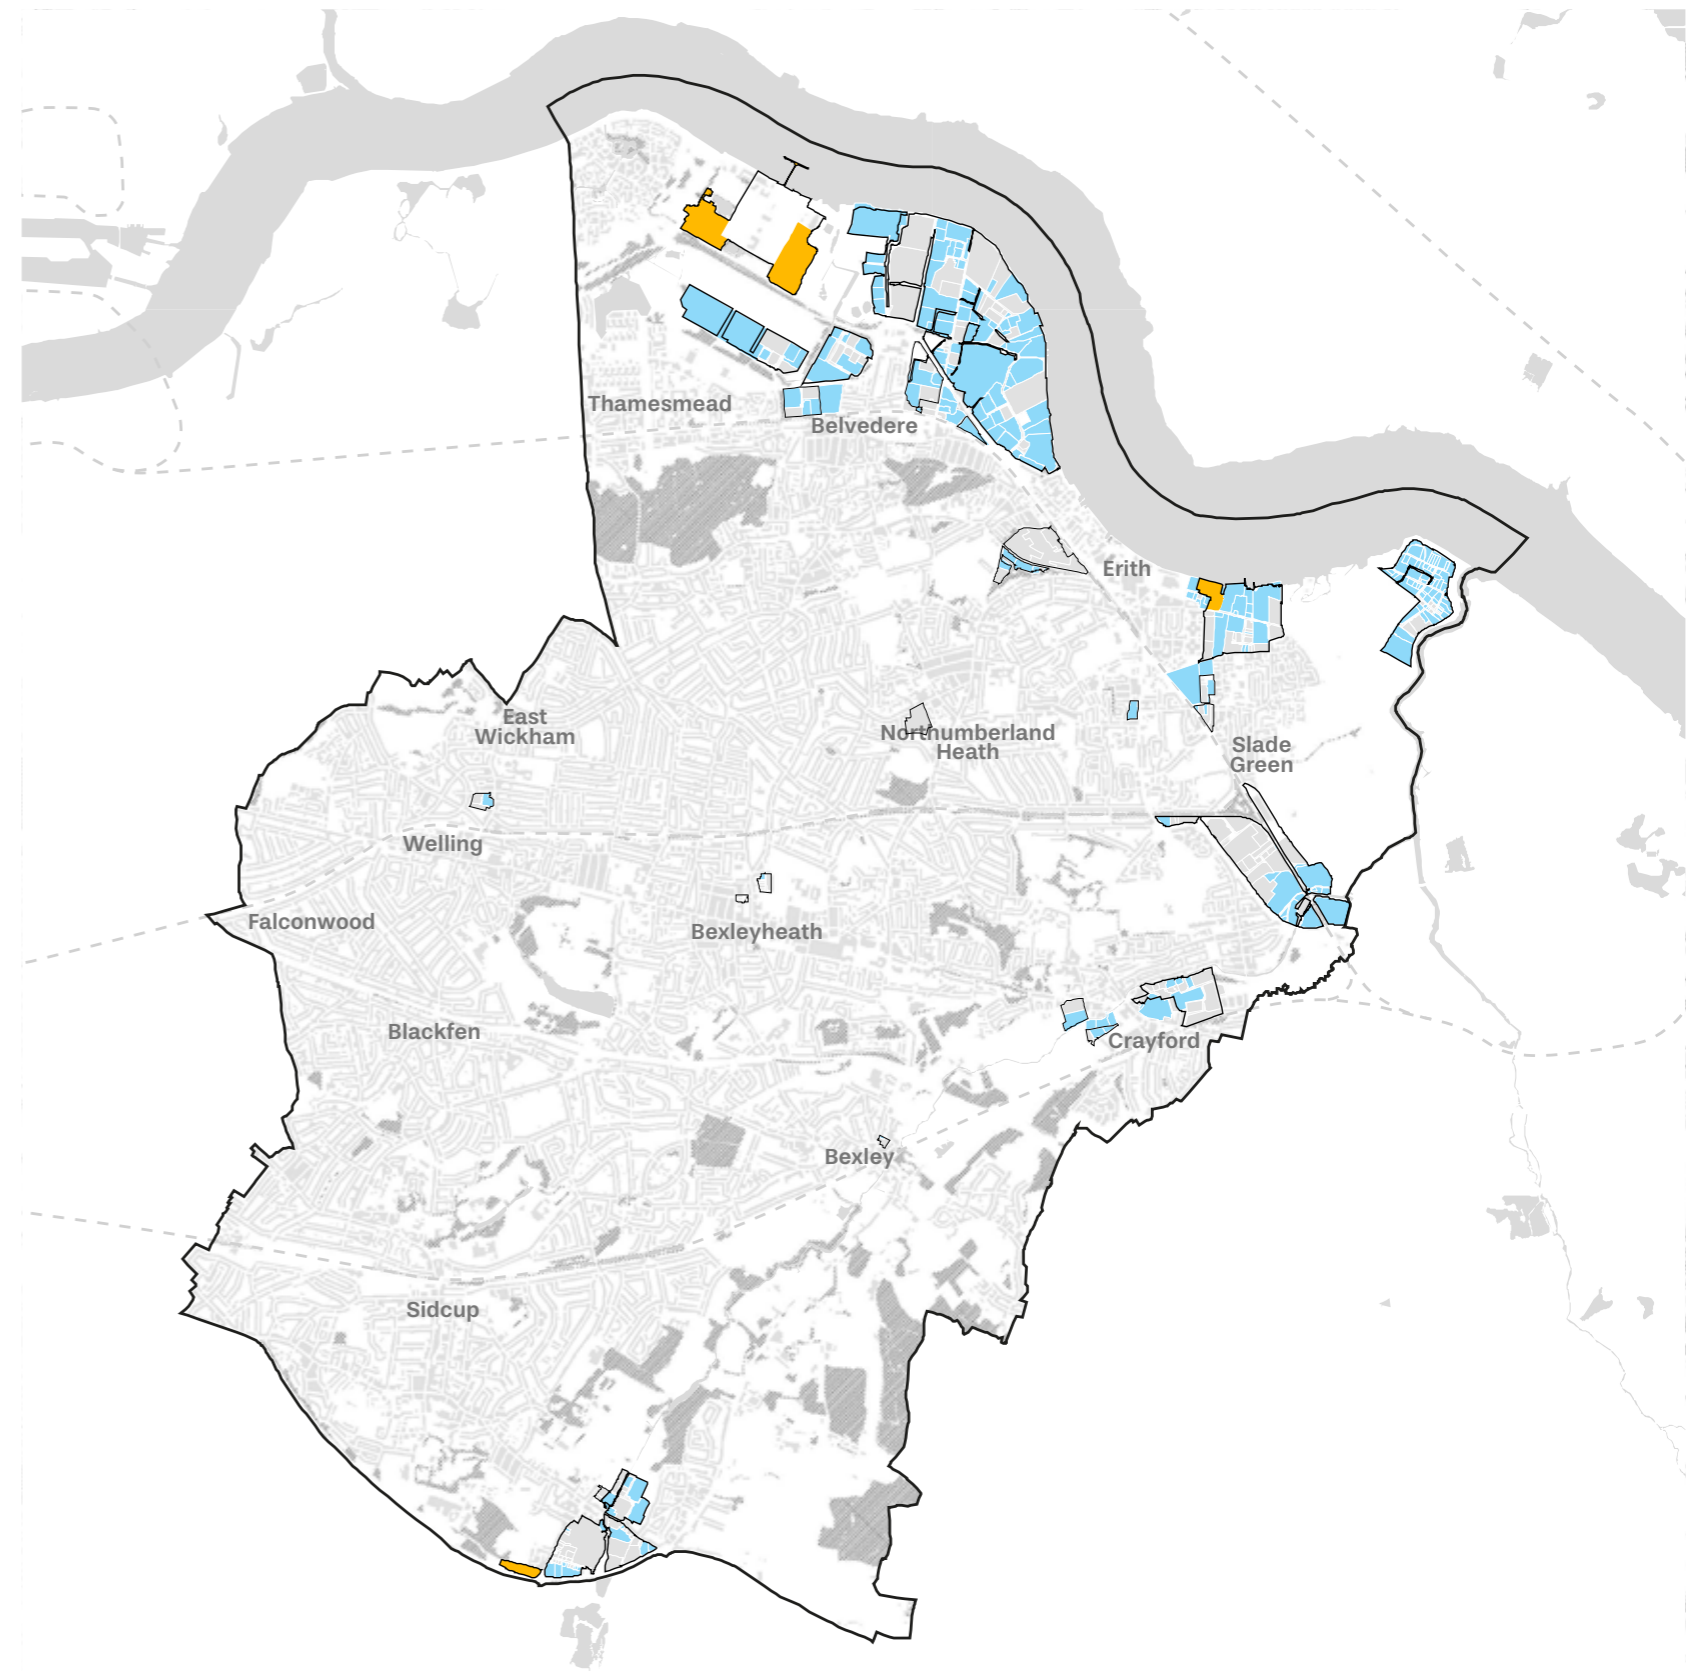 Thamesmead
Belvedere
Erith
East
Wickham
Northumberland
Heath
Slade
Green
Welling
Falconwood
Bexleyheath
Blackfen
Crayford
Bexley
Sidcup